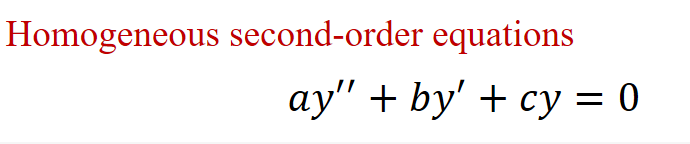 Homogeneous second-order equations
ay'' + by' + cy = 0